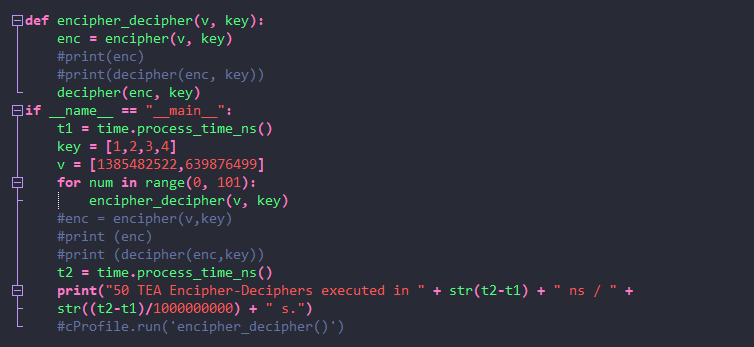 def encipher_decipher(v, key):
    enc = encipher(v, key)
    #print(enc)
    #print(decipher(enc, key))
    decipher(enc, key)
if __name__ == "__main__":
    t1 = time.process_time_ns()
    key = [1,2,3,4]
    v = [1385482522,639876499]
    for num in range(0, 101):
        encipher_decipher(v, key)
    #enc = encipher(v,key)
    #print (enc)
    #print (decipher(enc,key))
    t2 = time.process_time_ns()
    print("50 TEA Encipher-Deciphers executed in " + str(t2-t1) + " ns / " +
    str((t2-t1)/1000000000) + " s.")
    #cProfile.run('encipher_decipher()')